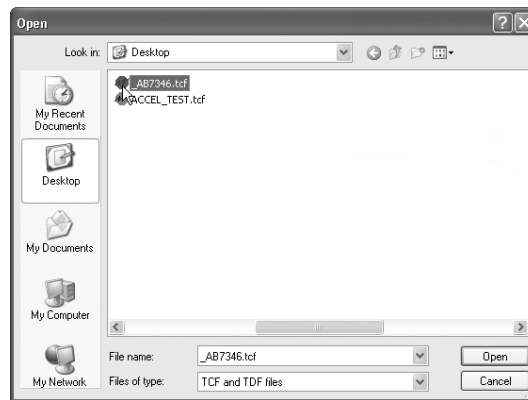 Open
Look in:
Desktop
_AB7346.tcf
ACCEL_TEST.tcf
My Recent
Documents
Desktop
My Documents
My Computer
My Network
File name:
_AB7346.tcf
Open
Files of type:
TCF and TDF files
Cancel